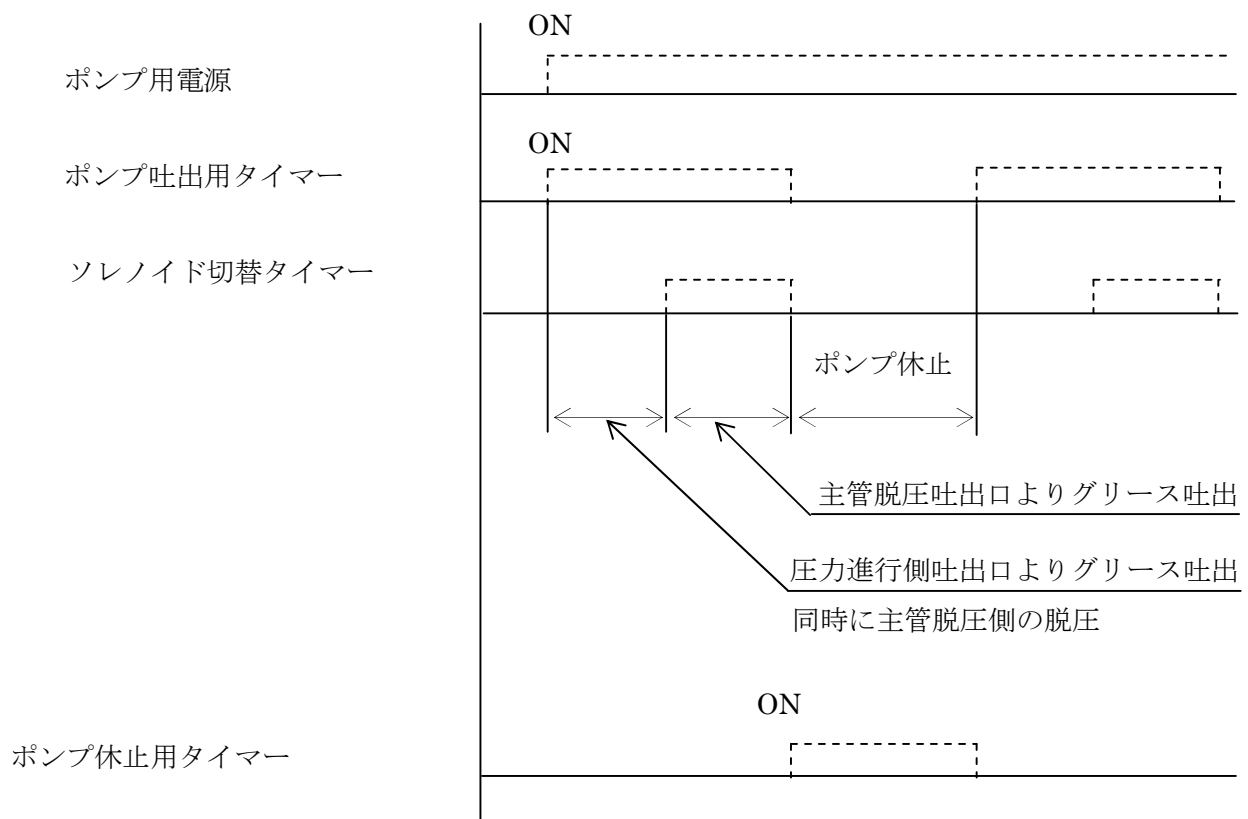 ON
ポンプ用電源
ON
ポンプ吐出用タイマー
ソレノイド切替タイマー
ポンプ休止
主管脱圧吐出口よりグリース吐出
圧力進行側吐出口よりグリース吐出
同時に主管脱圧側の脱圧
ON
ポンプ休止用タイマー